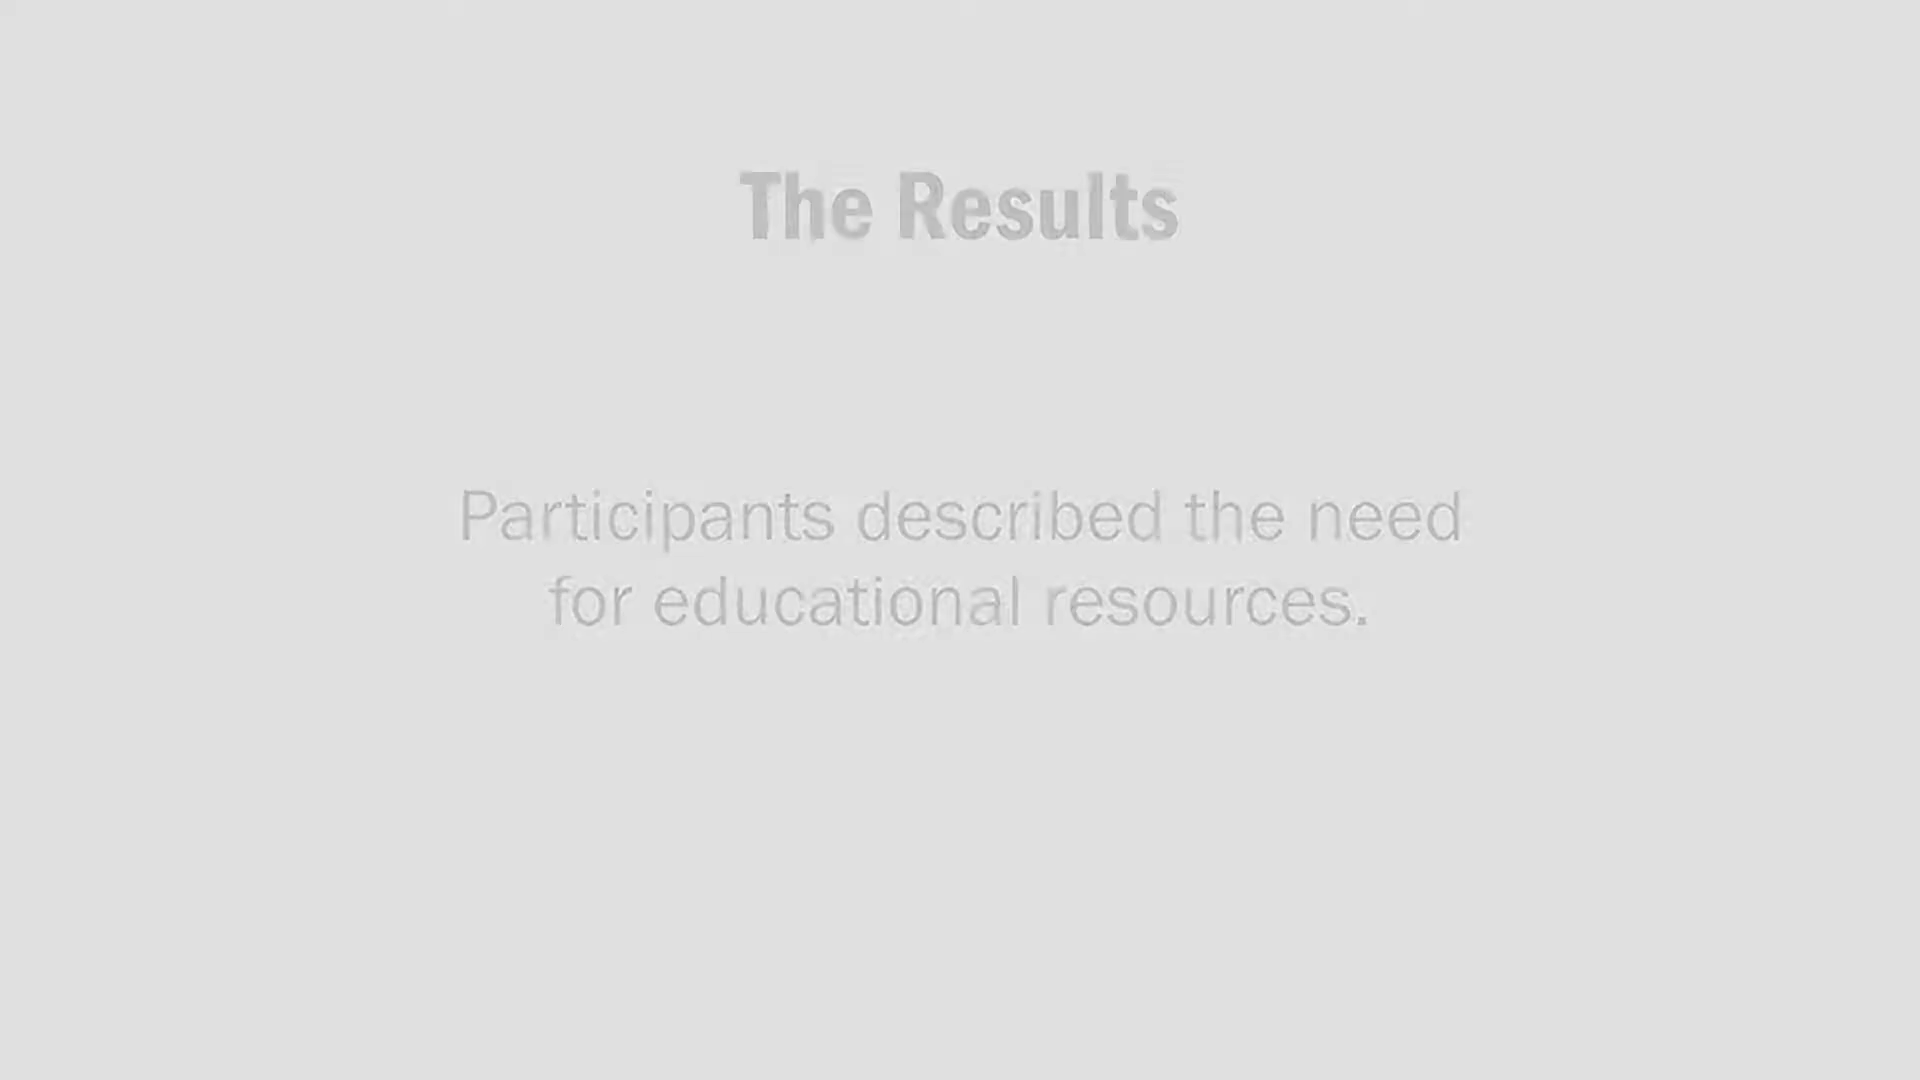 The Results
Participants described the need
for educational resources.